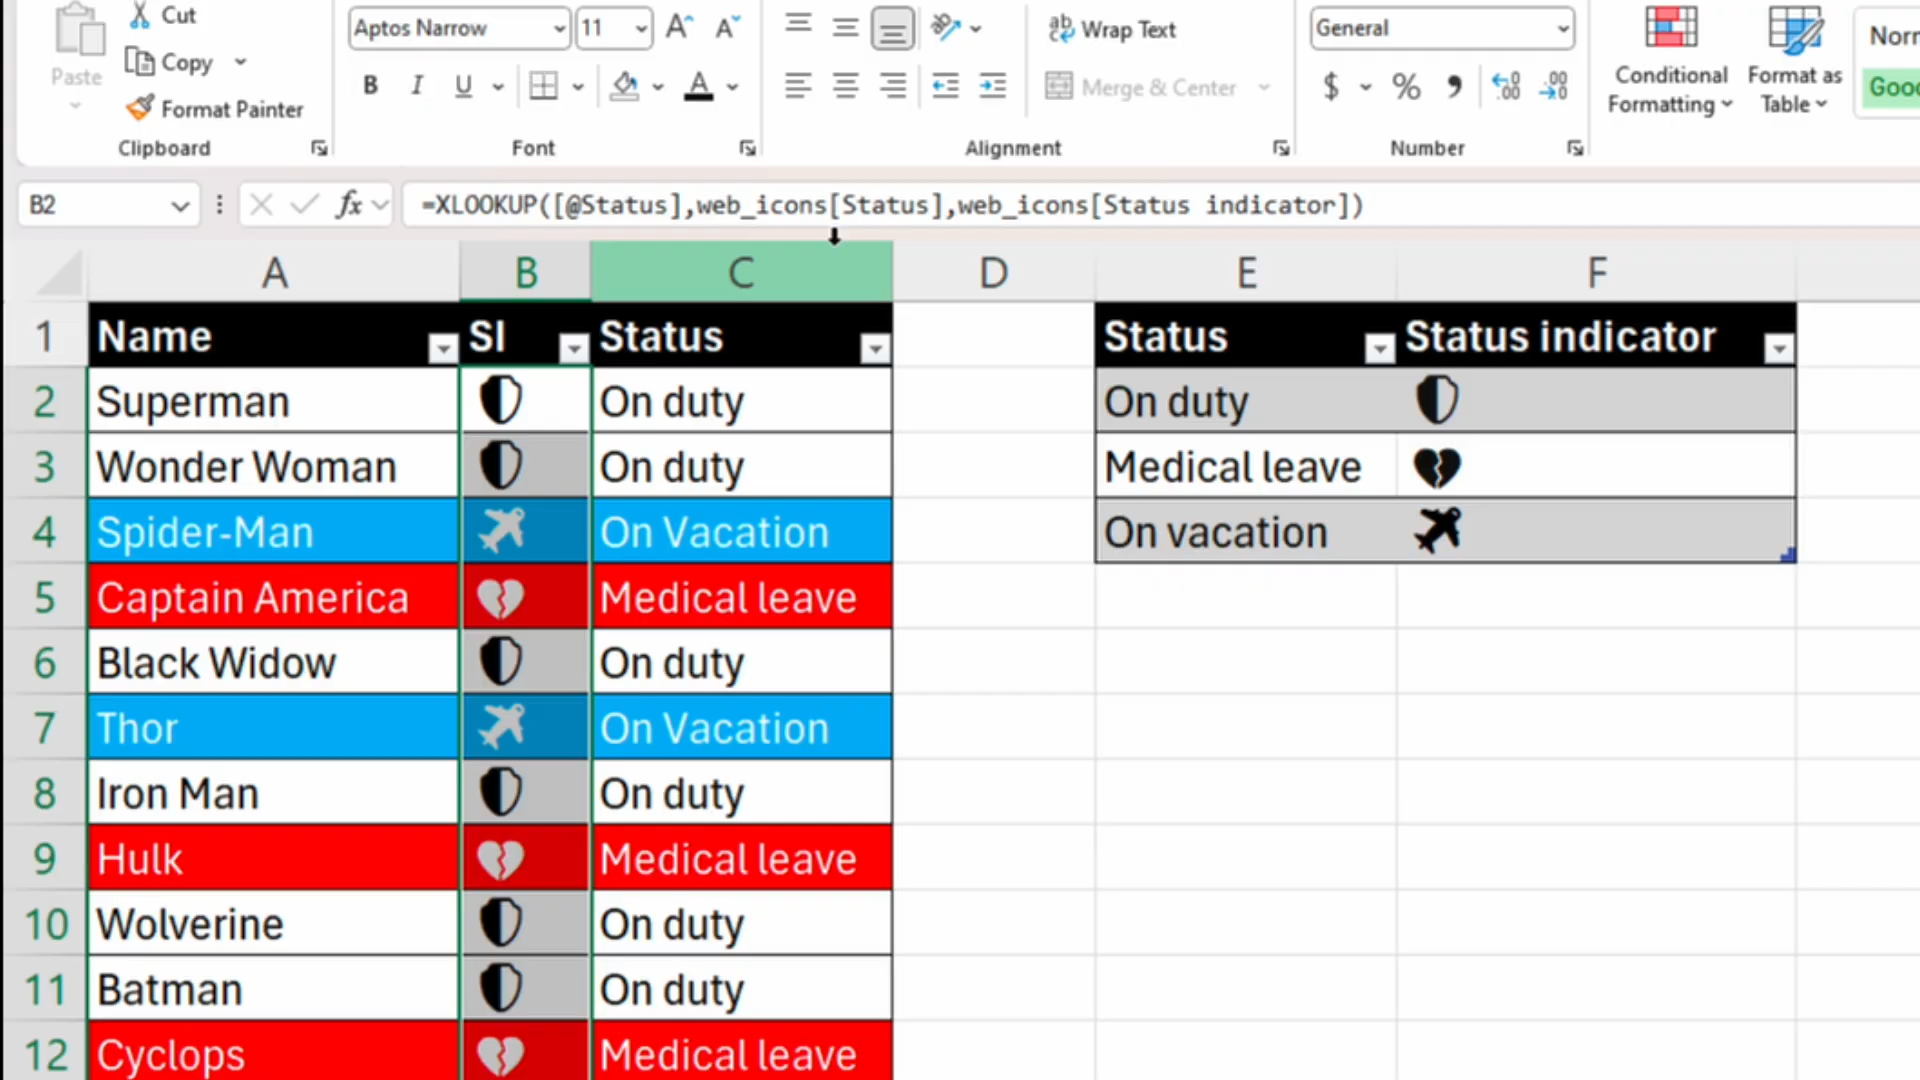 Paste
Cut
Copy
Format Painter
Clipboard
Aptos Narrow
11
A
A
B
I
U
A
Font
ab
Wrap Text
Merge & Center
Alignment
General
$
%
Number
Conditional
Formatting
Format as
Table
Norr
Good
B2
fx
=XLOOKUP([@Status],web_icons[Status],web_icons[Status indicator])
A B C D E F
1 Name SI Status Status Status indicator
2 Superman On duty On duty
3 Wonder Woman On duty Medical leave
4 Spider-Man On Vacation On vacation
5 Captain America Medical leave
6 Black Widow On duty
7 Thor On Vacation
8 Iron Man On duty
9 Hulk Medical leave
10 Wolverine On duty
11 Batman On duty
12 Cyclops Medical leave